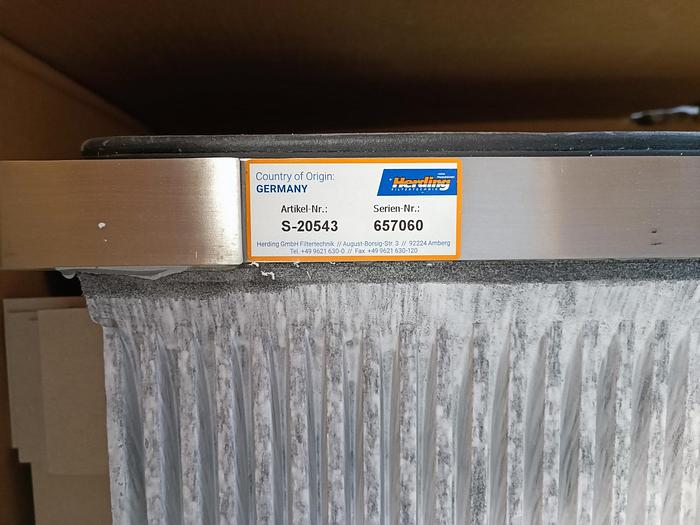 Country of Origin:
GERMANY
Herding
FILTERTECHNIK
Artikel-Nr.:
Serien-Nr.:
S-20543
657060
Herding GmbH Filtertechnik // August-Borsig-Str. 3 // 92224 Amberg
Tel. +49 9621 630-0 // Fax +49 9621 630-120